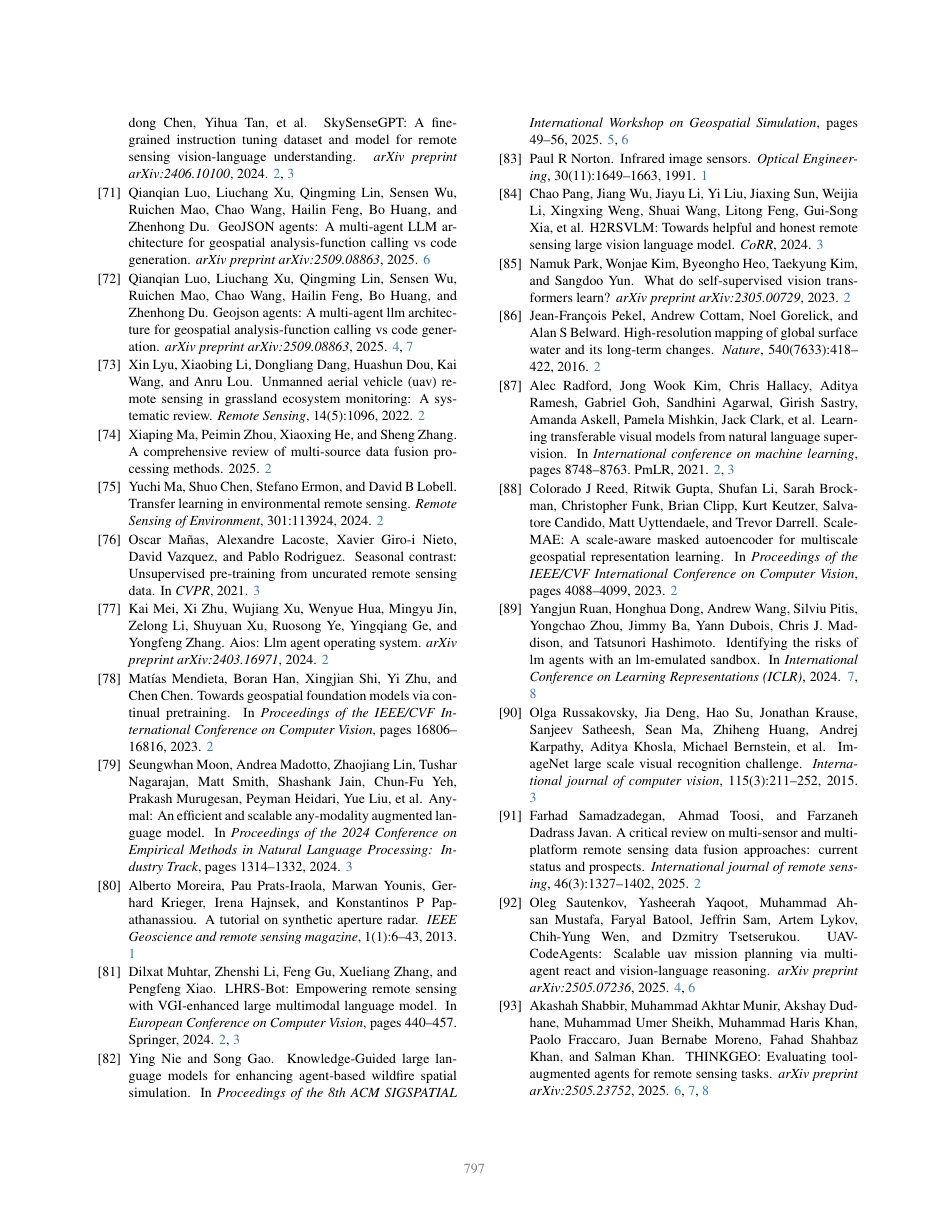 dong Chen, Yihua Tan, et al. SkySenseGPT: A fine-
grained instruction tuning dataset and model for remote
sensing vision-language understanding. arXiv preprint
arXiv:2406.10100, 2024. 2, 3
[71] Qianqian Luo, Liuchang Xu, Qingming Lin, Sensen Wu,
Ruichen Mao, Chao Wang, Hailin Feng, Bo Huang, and
Zhenhong Du. GeoJSON agents: A multi-agent LLM ar-
chitecture for geospatial analysis-function calling vs code
generation. arXiv preprint arXiv:2509.08863, 2025. 6
[72] Qianqian Luo, Liuchang Xu, Qingming Lin, Sensen Wu,
Ruichen Mao, Chao Wang, Hailin Feng, Bo Huang, and
Zhenhong Du. Geojson agents: A multi-agent llm architec-
ture for geospatial analysis-function calling vs code gener-
ation. arXiv preprint arXiv:2509.08863, 2025. 4, 7
[73] Xin Lyu, Xiaobing Li, Dongliang Dang, Huashun Dou, Kai
Wang, and Anru Lou. Unmanned aerial vehicle (uav) re-
mote sensing in grassland ecosystem monitoring: A sys-
tematic review. Remote Sensing, 14(5):1096, 2022. 2
[74] Xiaping Ma, Peimin Zhou, Xiaoxing He, and Sheng Zhang.
A comprehensive review of multi-source data fusion pro-
cessing methods. 2025. 2
[75] Yuchi Ma, Shuo Chen, Stefano Ermon, and David B Lobell.
Transfer learning in environmental remote sensing. Remote
Sensing of Environment, 301:113924, 2024. 2
[76] Oscar Mañas, Alexandre Lacoste, Xavier Giro-i Nieto,
David Vazquez, and Pablo Rodriguez. Seasonal contrast:
Unsupervised pre-training from uncurated remote sensing
data. In CVPR, 2021. 3
[77] Kai Mei, Xi Zhu, Wujiang Xu, Wenyue Hua, Mingyu Jin,
Zelong Li, Shuyuan Xu, Ruosong Ye, Yingqiang Ge, and
Yongfeng Zhang. Aios: Llm agent operating system. arXiv
preprint arXiv:2403.16971, 2024. 2
[78] Matías Mendieta, Boran Han, Xingjian Shi, Yi Zhu, and
Chen Chen. Towards geospatial foundation models via con-
tinual pretraining. In Proceedings of the IEEE/CVF In-
ternational Conference on Computer Vision, pages 16806–
16816, 2023. 2
[79] Seungwhan Moon, Andrea Madotto, Zhaojiang Lin, Tushar
Nagarajan, Matt Smith, Shashank Jain, Chun-Fu Yeh,
Prakash Murugesan, Peyman Heidari, Yue Liu, et al. Any-
mal: An efficient and scalable any-modality augmented lan-
guage model. In Proceedings of the 2024 Conference on
Empirical Methods in Natural Language Processing: In-
dustry Track, pages 1314–1332, 2024. 3
[80] Alberto Moreira, Pau Prats-Iraola, Marwan Younis, Ger-
hard Krieger, Irena Hajnsek, and Konstantinos P Pap-
athanassiou. A tutorial on synthetic aperture radar. IEEE
Geoscience and remote sensing magazine, 1(1):6–43, 2013.
1
[81] Dilxat Muhtar, Zhenshi Li, Feng Gu, Xueliang Zhang, and
Pengfeng Xiao. LHRS-Bot: Empowering remote sensing
with VGI-enhanced large multimodal language model. In
European Conference on Computer Vision, pages 440–457.
Springer, 2024. 2, 3
[82] Ying Nie and Song Gao. Knowledge-Guided large lan-
guage models for enhancing agent-based wildfire spatial
simulation. In Proceedings of the 8th ACM SIGSPATIAL
International Workshop on Geospatial Simulation, pages
49–56, 2025. 5, 6
[83] Paul R Norton. Infrared image sensors. Optical Engineer-
ing, 30(11):1649–1663, 1991. 1
[84] Chao Pang, Jiang Wu, Jiayu Li, Yi Liu, Jiaxing Sun, Weijia
Li, Xingxing Weng, Shuai Wang, Litong Feng, Gui-Song
Xia, et al. H2RSVLM: Towards helpful and honest remote
sensing large vision language model. CoRR, 2024. 3
[85] Namuk Park, Wonjae Kim, Byeongho Heo, Taekyung Kim,
and Sangdoo Yun. What do self-supervised vision trans-
formers learn? arXiv preprint arXiv:2305.00729, 2023. 2
[86] Jean-François Pekel, Andrew Cottam, Noel Gorelick, and
Alan S Belward. High-resolution mapping of global surface
water and its long-term changes. Nature, 540(7633):418–
422, 2016. 2
[87] Alec Radford, Jong Wook Kim, Chris Hallacy, Aditya
Ramesh, Gabriel Goh, Sandhini Agarwal, Girish Sastry,
Amanda Askell, Pamela Mishkin, Jack Clark, et al. Learn-
ing transferable visual models from natural language super-
vision. In International conference on machine learning,
pages 8748–8763. PmLR, 2021. 2, 3
[88] Colorado J Reed, Ritwik Gupta, Shufan Li, Sarah Brock-
man, Christopher Funk, Brian Clipp, Kurt Keutzer, Salva-
tore Candido, Matt Uyttendaele, and Trevor Darrell. Scale-
MAE: A scale-aware masked autoencoder for multiscale
geospatial representation learning. In Proceedings of the
IEEE/CVF International Conference on Computer Vision,
pages 4088–4099, 2023. 2
[89] Yangjun Ruan, Honghua Dong, Andrew Wang, Silviu Pitis,
Yongchao Zhou, Jimmy Ba, Yann Dubois, Chris J. Mad-
dison, and Tatsunori Hashimoto. Identifying the risks of
lm agents with an lm-emulated sandbox. In International
Conference on Learning Representations (ICLR), 2024. 7,
8
[90] Olga Russakovsky, Jia Deng, Hao Su, Jonathan Krause,
Sanjeev Satheesh, Sean Ma, Zhiheng Huang, Andrej
Karpathy, Aditya Khosla, Michael Bernstein, et al. Im-
ageNet large scale visual recognition challenge. Interna-
tional journal of computer vision, 115(3):211–252, 2015.
3
[91] Farhad Samadzadegan, Ahmad Toosi, and Farzaneh
Dadrass Javan. A critical review on multi-sensor and multi-
platform remote sensing data fusion approaches: current
status and prospects. International journal of remote sens-
ing, 46(3):1327–1402, 2025. 2
[92] Oleg Sautenkov, Yasheerah Yaqoot, Muhammad Ah-
san Mustafa, Faryal Batool, Jeffrin Sam, Artem Lykov,
Chih-Yung Wen, and Dzmitry Tsetserukou. UAV-
CodeAgents: Scalable uav mission planning via multi-
agent react and vision-language reasoning. arXiv preprint
arXiv:2505.07236, 2025. 4, 6
[93] Akashah Shabbir, Muhammad Akhtar Munir, Akshay Dud-
hane, Muhammad Umer Sheikh, Muhammad Haris Khan,
Paolo Fraccaro, Juan Bernabe Moreno, Fahad Shahbaz
Khan, and Salman Khan. THINKGEO: Evaluating tool-
augmented agents for remote sensing tasks. arXiv preprint
arXiv:2505.23752, 2025. 6, 7, 8
797